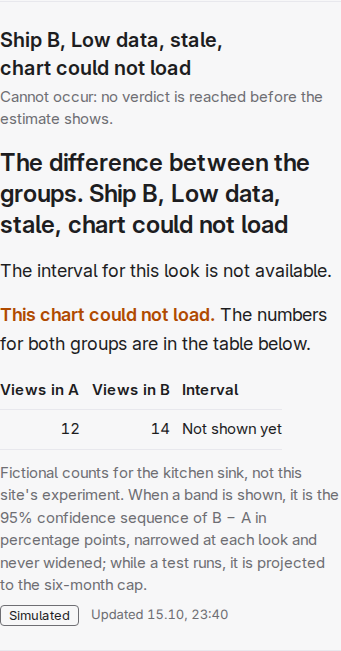 Ship B, Low data, stale,
chart could not load
Cannot occur: no verdict is reached before the
estimate shows.
The difference between the
groups. Ship B, Low data,
stale, chart could not load
The interval for this look is not available.
This chart could not load. The numbers
for both groups are in the table below.
Views in A Views in B Interval
12 14 Not shown yet
Fictional counts for the kitchen sink, not this
site's experiment. When a band is shown, it is the
95% confidence sequence of B − A in
percentage points, narrowed at each look and
never widened; while a test runs, it is projected
to the six-month cap.
Simulated Updated 15.10, 23:40